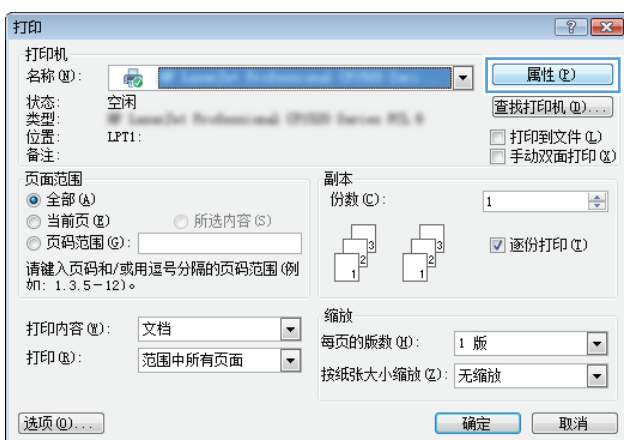 打印
打印机
名称(N):
属性(P)
状态: 空闲
查找打印机(D)...
类型:
位置: LPT1:
打印到文件(L)
备注:
手动双面打印(X)
页面范围
全部(A)
当前页(E) 所选内容(S)
页码范围(G):
请键入页码和/或用逗号分隔的页码范围(例
如: 1.3.5-12)。
副本
份数(C): 1
逐份打印(T)
1 2 3 1 2 3
打印内容(W): 文档
打印(R): 范围中所有页面
缩放
每页的版数(H): 1 版
按纸张大小缩放(Z): 无缩放
选项(O)...
确定 取消